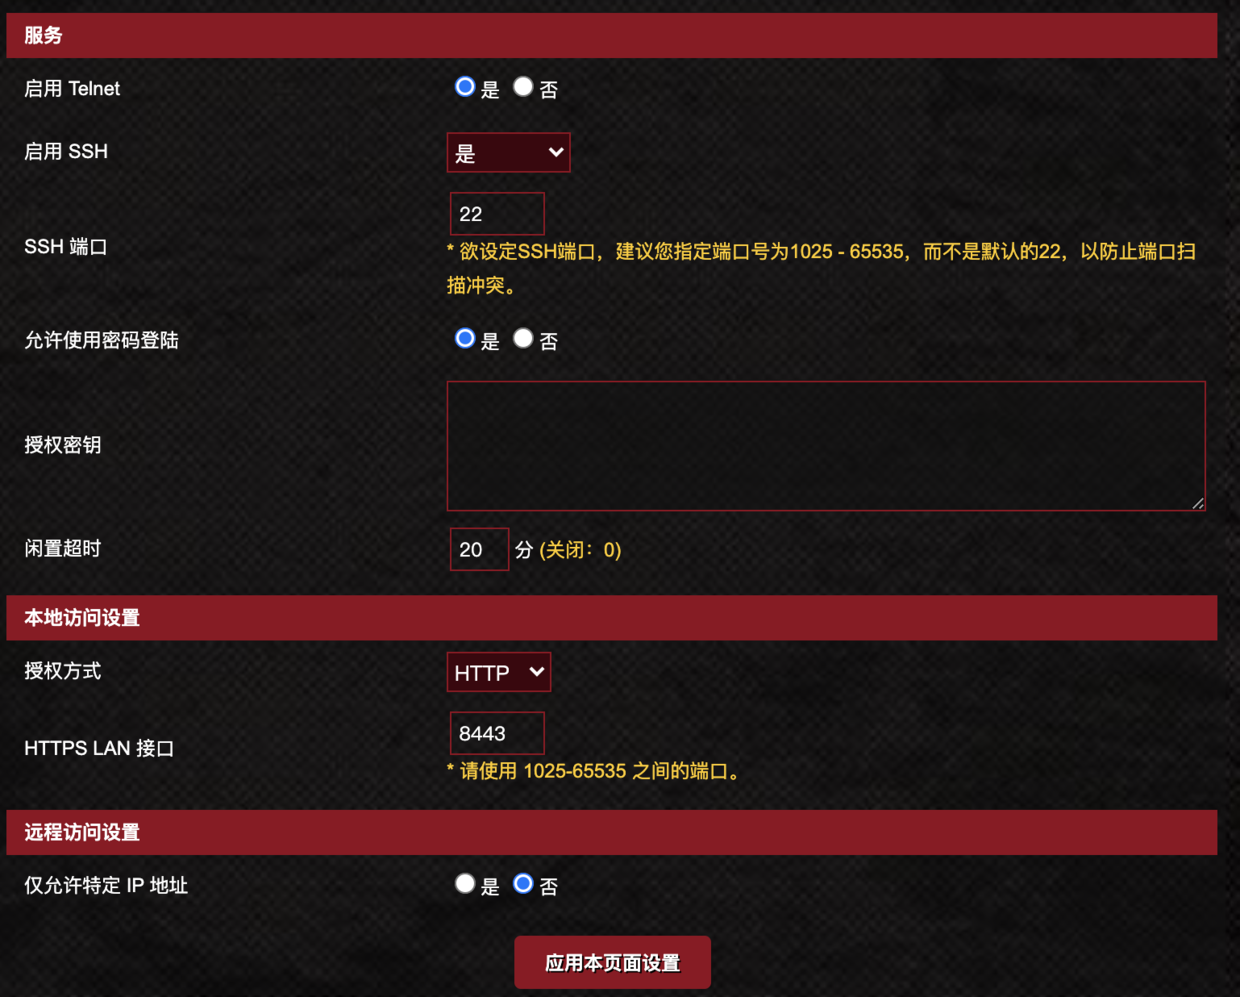 服务
启用 Telnet
是 否
启用 SSH
是
SSH 端口
22
* 欲设定SSH端口，建议您指定端口号为1025 - 65535，而不是默认的22，以防止端口扫
描冲突。
允许使用密码登陆
是 否
授权密钥
闲置超时
20 分 (关闭：0)
本地访问设置
授权方式
HTTP
HTTPS LAN 接口
8443
* 请使用 1025-65535 之间的端口。
远程访问设置
仅允许特定 IP 地址
是 否
应用本页面设置